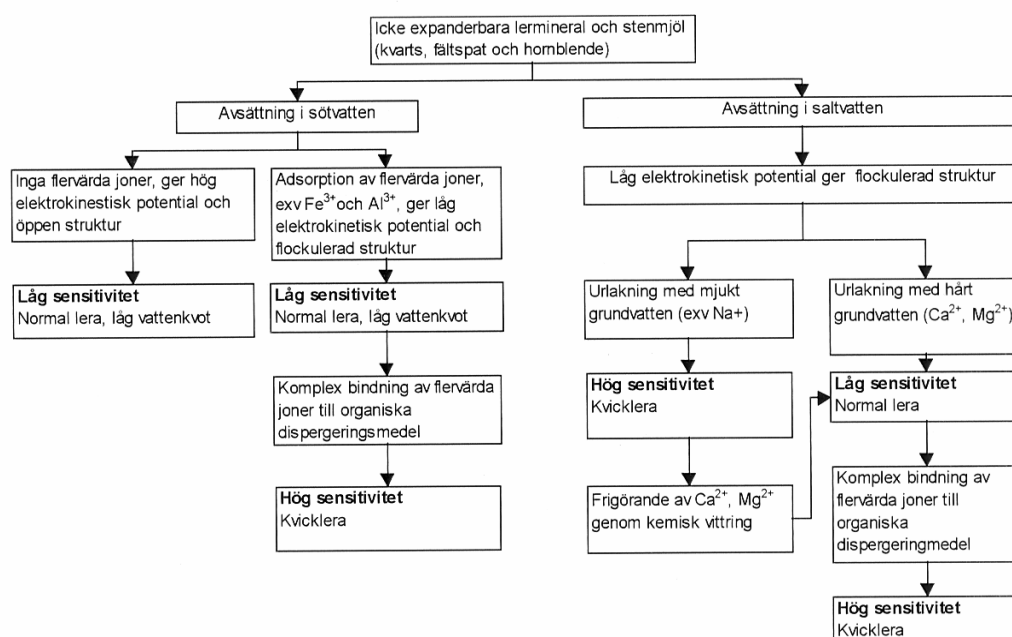 Icke expanderbara lermineral och stenmjöl
(kvarts, fältspat och hornblende)
Avsättning i sötvatten
Avsättning i saltvatten
Inga flervärda joner, ger hög
elektrokinestisk potential och
öppen struktur
Adsorption av flervärda joner,
exv Fe³⁺och Al³⁺, ger låg
elektrokinetisk potential och
flockulerad struktur
Låg elektrokinetisk potential ger flockulerad struktur
Låg sensitivitet
Normal lera, låg vattenkvot
Låg sensitivitet
Normal lera, låg vattenkvot
Urlakning med mjukt
grundvatten (exv Na+)
Urlakning med hårt
grundvatten (Ca²⁺, Mg²⁺)
Komplex bindning av flervärda
joner till organiska
dispergeringsmedel
Hög sensitivitet
Kvicklera
Låg sensitivitet
Normal lera
Hög sensitivitet
Kvicklera
Frigörande av Ca²⁺, Mg²⁺
genom kemisk vittring
Komplex bindning av
flervärda joner till
organiska
dispergeringmedel
Hög sensitivitet
Kvicklera